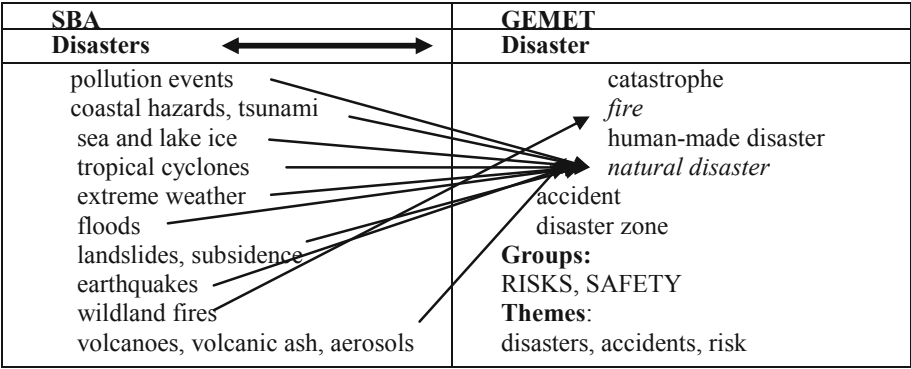 SBA GEMET
Disasters Disaster
pollution events catastrophe
coastal hazards, tsunami fire
sea and lake ice human-made disaster
tropical cyclones natural disaster
extreme weather accident
floods disaster zone
landslides, subsidence Groups:
earthquakes RISKS, SAFETY
wildland fires Themes:
volcanoes, volcanic ash, aerosols disasters, accidents, risk